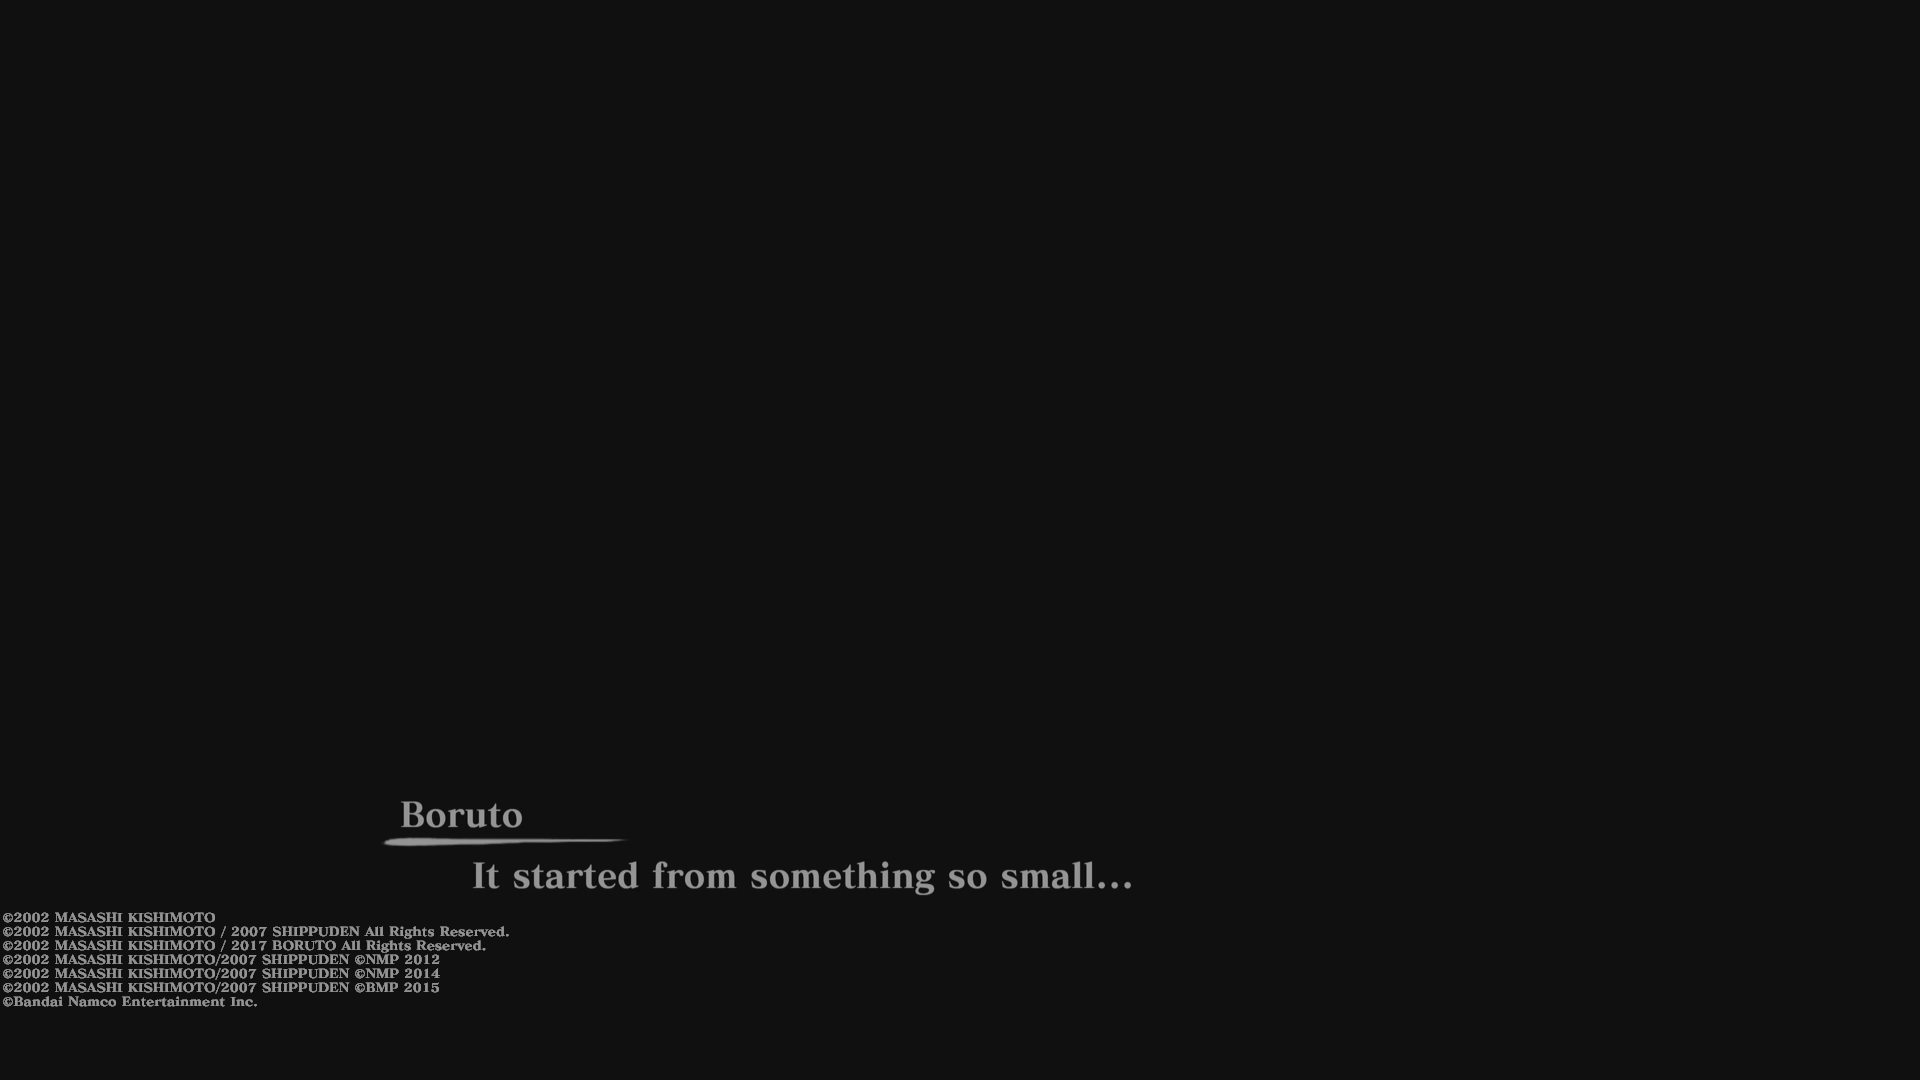 Boruto
It started from something so small...
©2002 MASASHI KISHIMOTO
©2002 MASASHI KISHIMOTO / 2007 SHIPPUDEN All Rights Reserved.
©2002 MASASHI KISHIMOTO / 2017 BORUTO All Rights Reserved.
©2002 MASASHI KISHIMOTO/2007 SHIPPUDEN ©NMP 2012
©2002 MASASHI KISHIMOTO/2007 SHIPPUDEN ©NMP 2014
©2002 MASASHI KISHIMOTO/2007 SHIPPUDEN ©BMP 2015
©Bandai Namco Entertainment Inc.